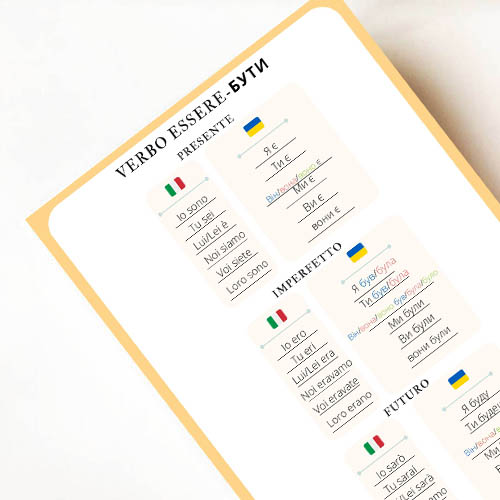 VERBO ESSERE-БУТИ
PRESENTE
Io sono
Tu sei
Lui/Lei è
Noi siamo
Voi siete
Loro sono
Я є
Ти є
Він/вона/воно є
Ми є
Ви є
вони є
IMPERFETTO
Io ero
Tu eri
Lui/Lei era
Noi eravamo
Voi eravate
Loro erano
Я був/була
Ти був/була
Він/вона/воно був/була/було
Ми були
Ви були
вони були
FUTURO
Io sarò
Tu sarai
Lei sarà
Я буду
Ти будеш
Він/вона/
Ми